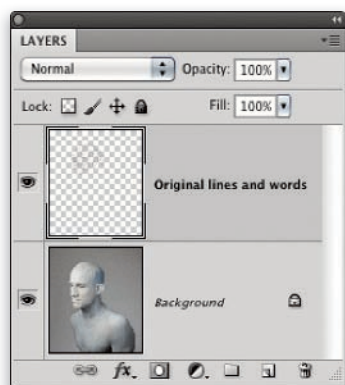 LAYERS
Normal Opacity: 100%
Lock: Fill: 100%
Original lines and words
Background
fx.